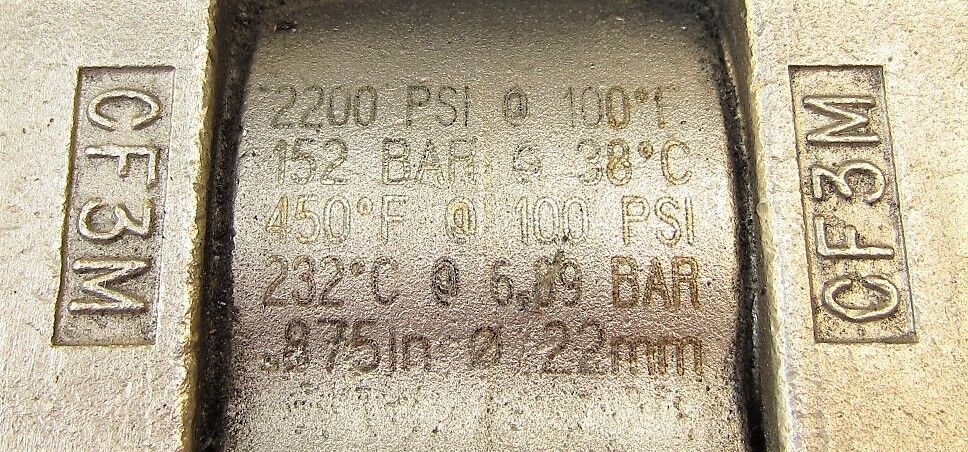 CF3M
2200 PSI @ 100°F
152 BAR @ 38°C
450°F @ 100 PSI
232°C @ 6.89 BAR
.875in Ø 22mm
CF3M